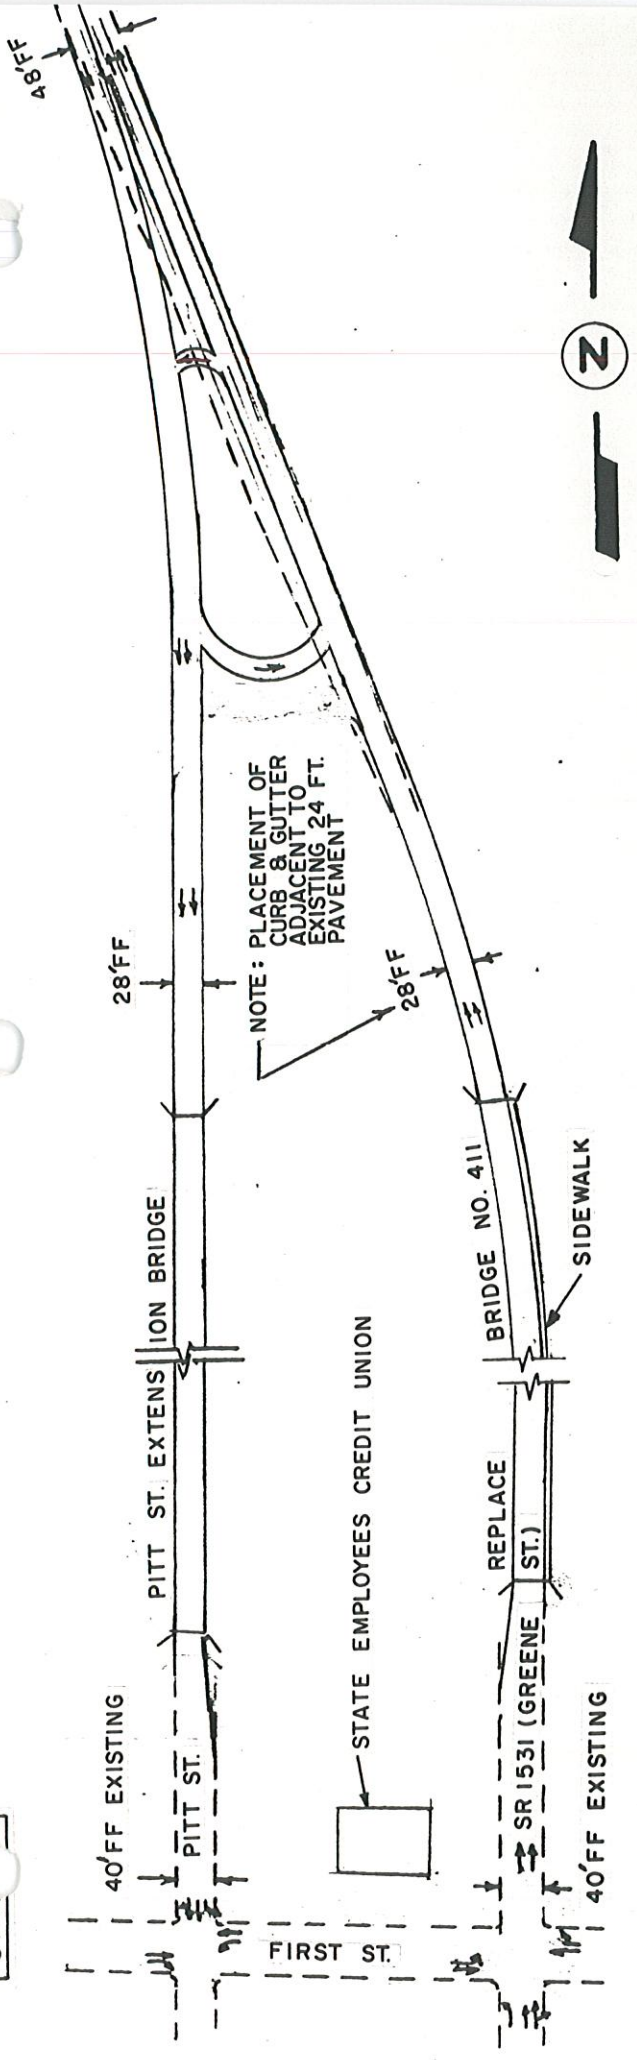 48'FF
28'FF
NOTE: PLACEMENT OF
CURB & GUTTER
ADJACENT TO
EXISTING 24 FT.
PAVEMENT
28'FF
PITT ST. EXTENSION BRIDGE
40'FF EXISTING
PITT ST.
STATE EMPLOYEES CREDIT UNION
FIRST ST.
REPLACE BRIDGE NO. 411
SR 1531 (GREENE ST.)
SIDEWALK
40'FF EXISTING
N